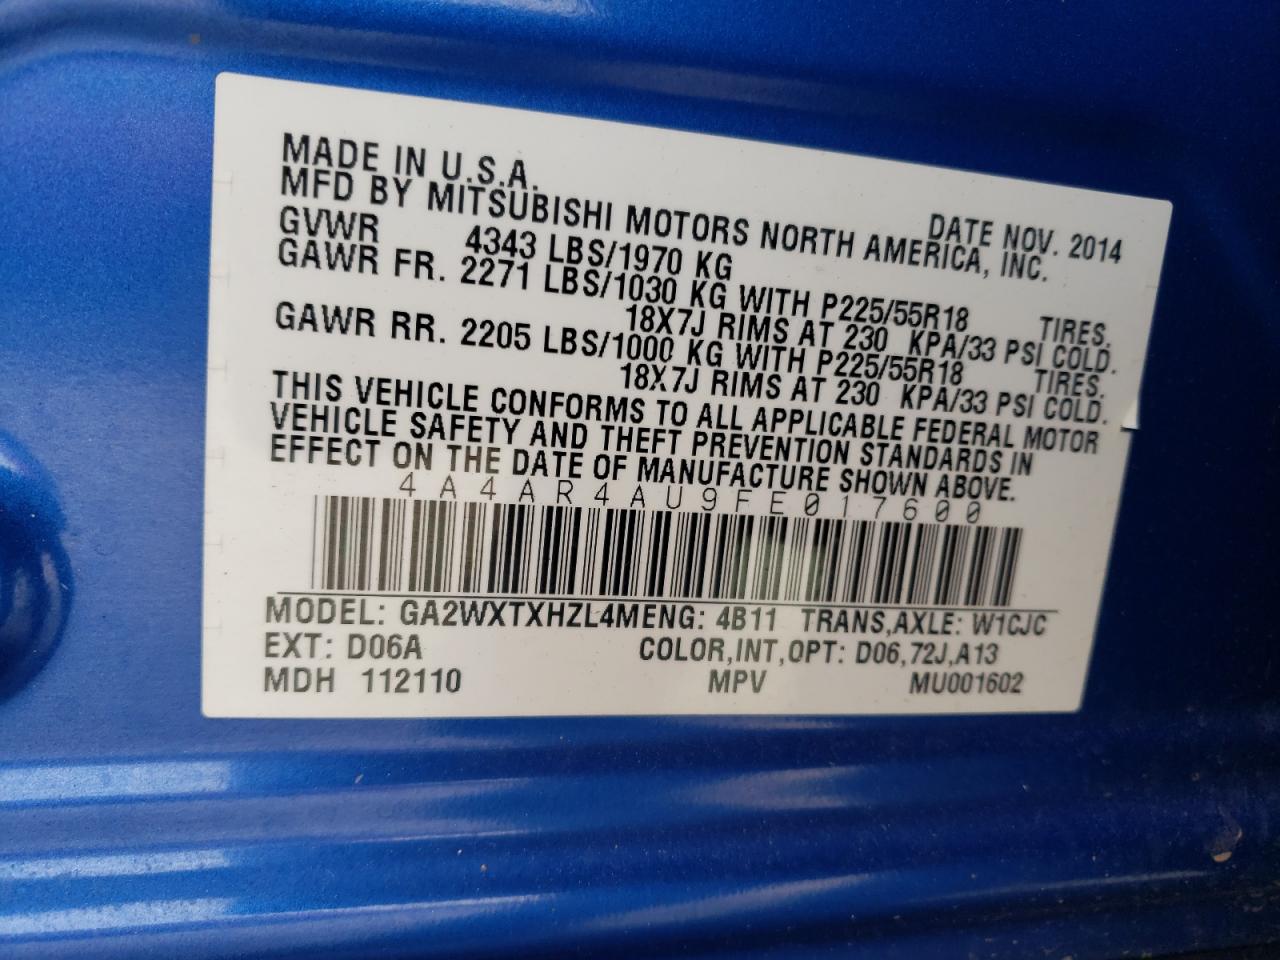 MADE IN U.S.A.
DATE NOV. 2014
MFD BY MITSUBISHI MOTORS NORTH AMERICA, INC.
GVWR 4343 LBS/1970 KG
GAWR FR. 2271 LBS/1030 KG WITH P225/55R18 TIRES.
18X7J RIMS AT 230 KPA/33 PSI COLD.
GAWR RR. 2205 LBS/1000 KG WITH P225/55R18 TIRES.
18X7J RIMS AT 230 KPA/33 PSI COLD.
THIS VEHICLE CONFORMS TO ALL APPLICABLE FEDERAL MOTOR
VEHICLE SAFETY AND THEFT PREVENTION STANDARDS IN
EFFECT ON THE DATE OF MANUFACTURE SHOWN ABOVE.
4A4AR4AU9FE017600
MODEL: GA2WXTXHZL4MENG: 4B11 TRANS,AXLE: W1CJC
EXT: D06A COLOR,INT,OPT: D06,72J,A13
MDH 112110 MPV MU001602